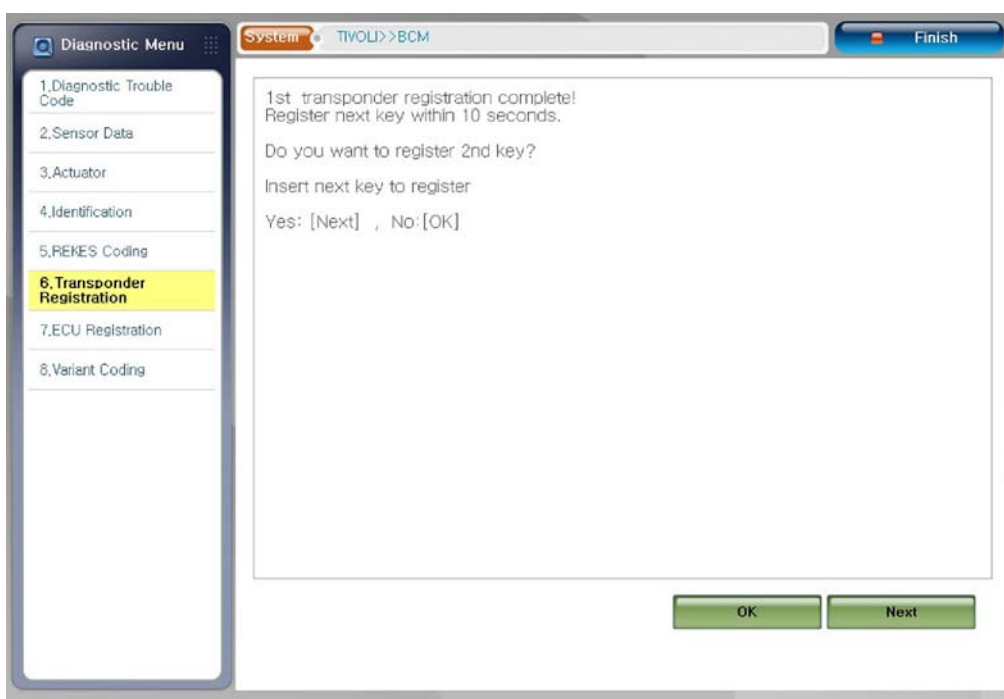 Diagnostic Menu
System
TIVOLI>>BCM
Finish
1.Diagnostic Trouble
Code
2.Sensor Data
3.Actuator
4.Identification
5.REKES Coding
6.Transponder
Registration
7.ECU Registration
8.Variant Coding
1st transponder registration complete!
Register next key within 10 seconds.
Do you want to register 2nd key?
Insert next key to register
Yes: [Next] , No:[OK]
OK
Next